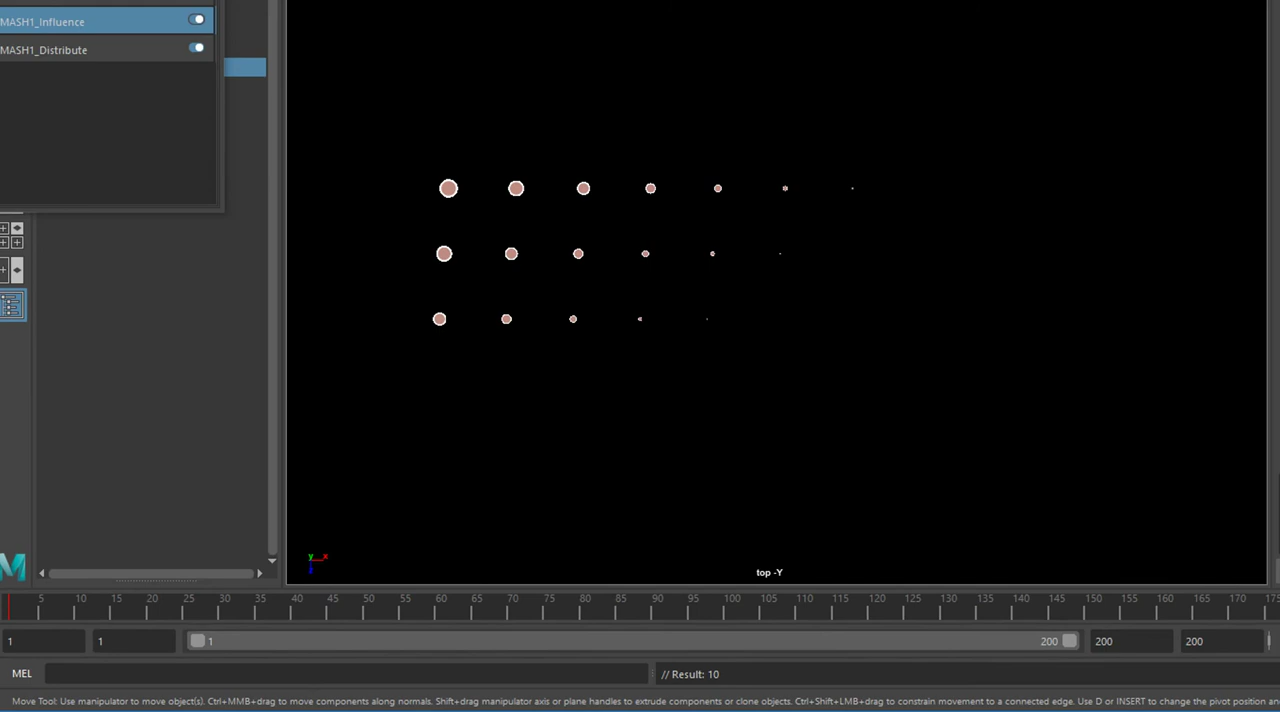 MASH1_Influence
MASH1_Distribute
y x
top -Y
5 10 15 20 25 30 35 40 45 50 55 60 65 70 75 80 85 90 95 100 105 110 115 120 125 130 135 140 145 150 155 160 165 170 175
1 1 1 200 200 200
MEL // Result: 10
Move Tool: Use manipulator to move object(s). Ctrl+MMB+drag to move components along normals. Shift+drag manipulator axis or plane handles to extrude components or clone objects. Ctrl+Shift+LMB+drag to constrain movement to a connected edge. Use D or INSERT to change the pivot position an